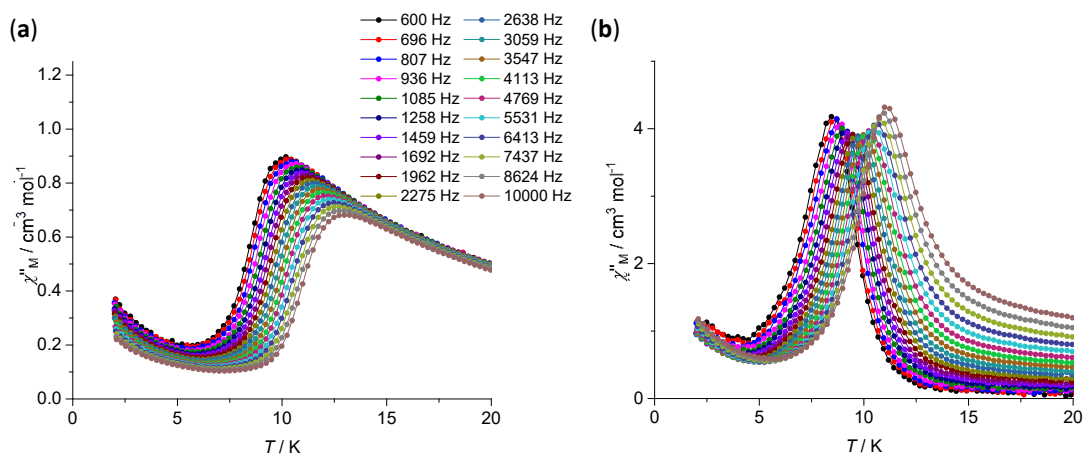 (a)
χ''M / cm³ mol⁻¹
1.2
1.0
0.8
0.6
0.4
0.2
0.0
0 5 10 15 20
T / K
600 Hz 2638 Hz
696 Hz 3059 Hz
807 Hz 3547 Hz
936 Hz 4113 Hz
1085 Hz 4769 Hz
1258 Hz 5531 Hz
1459 Hz 6413 Hz
1692 Hz 7437 Hz
1962 Hz 8624 Hz
2275 Hz 10000 Hz
(b)
χ''M / cm³ mol⁻¹
4
2
0
0 5 10 15 20
T / K